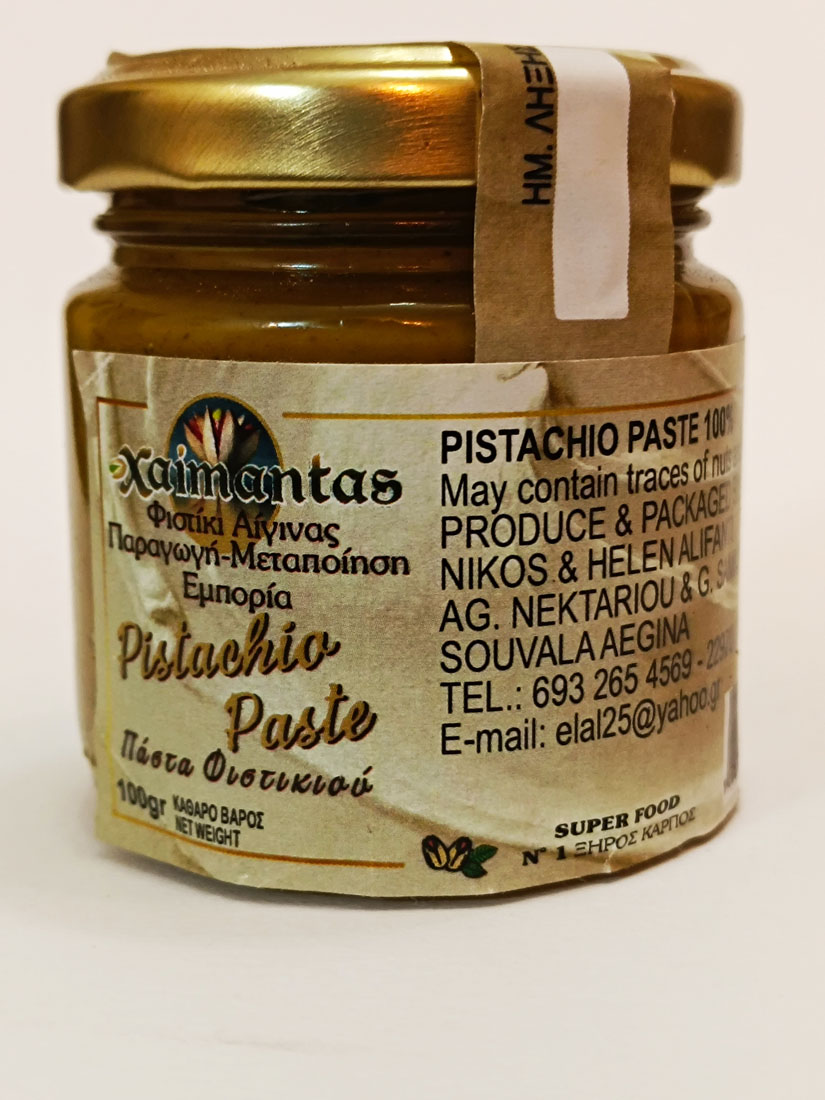 ΗΜ. ΛΗΞΗΣ
Xaimantas
Φιστίκι Αίγινας
Παραγωγή-Μεταποίηση
Εμπορία
Pistachio
Paste
Πάστα Φιστικιού
100gr ΚΑΘΑΡΟ ΒΑΡΟΣ
NET WEIGHT
PISTACHIO PASTE 100%
May contain traces of nuts
PRODUCE & PACKAGED
NIKOS & HELEN
AG. NEKTARIOU & G.
SOUVALA AEGINA
TEL.: 693 265 4569 -
E-mail: elal25@yahoo.gr
SUPER FOOD
Nº 1 ΞΗΡΟΣ ΚΑΡΠΟΣ